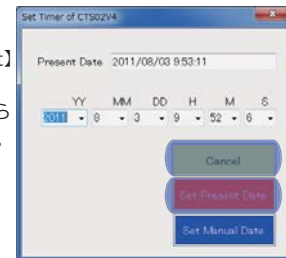 Set Timer of CTS02V4
】
Present Date 2011/08/03 9:53:11
ら
YY MM DD H M S
2011 8 3 9 52 6
Cancel
Set Present Date
Set Manual Date